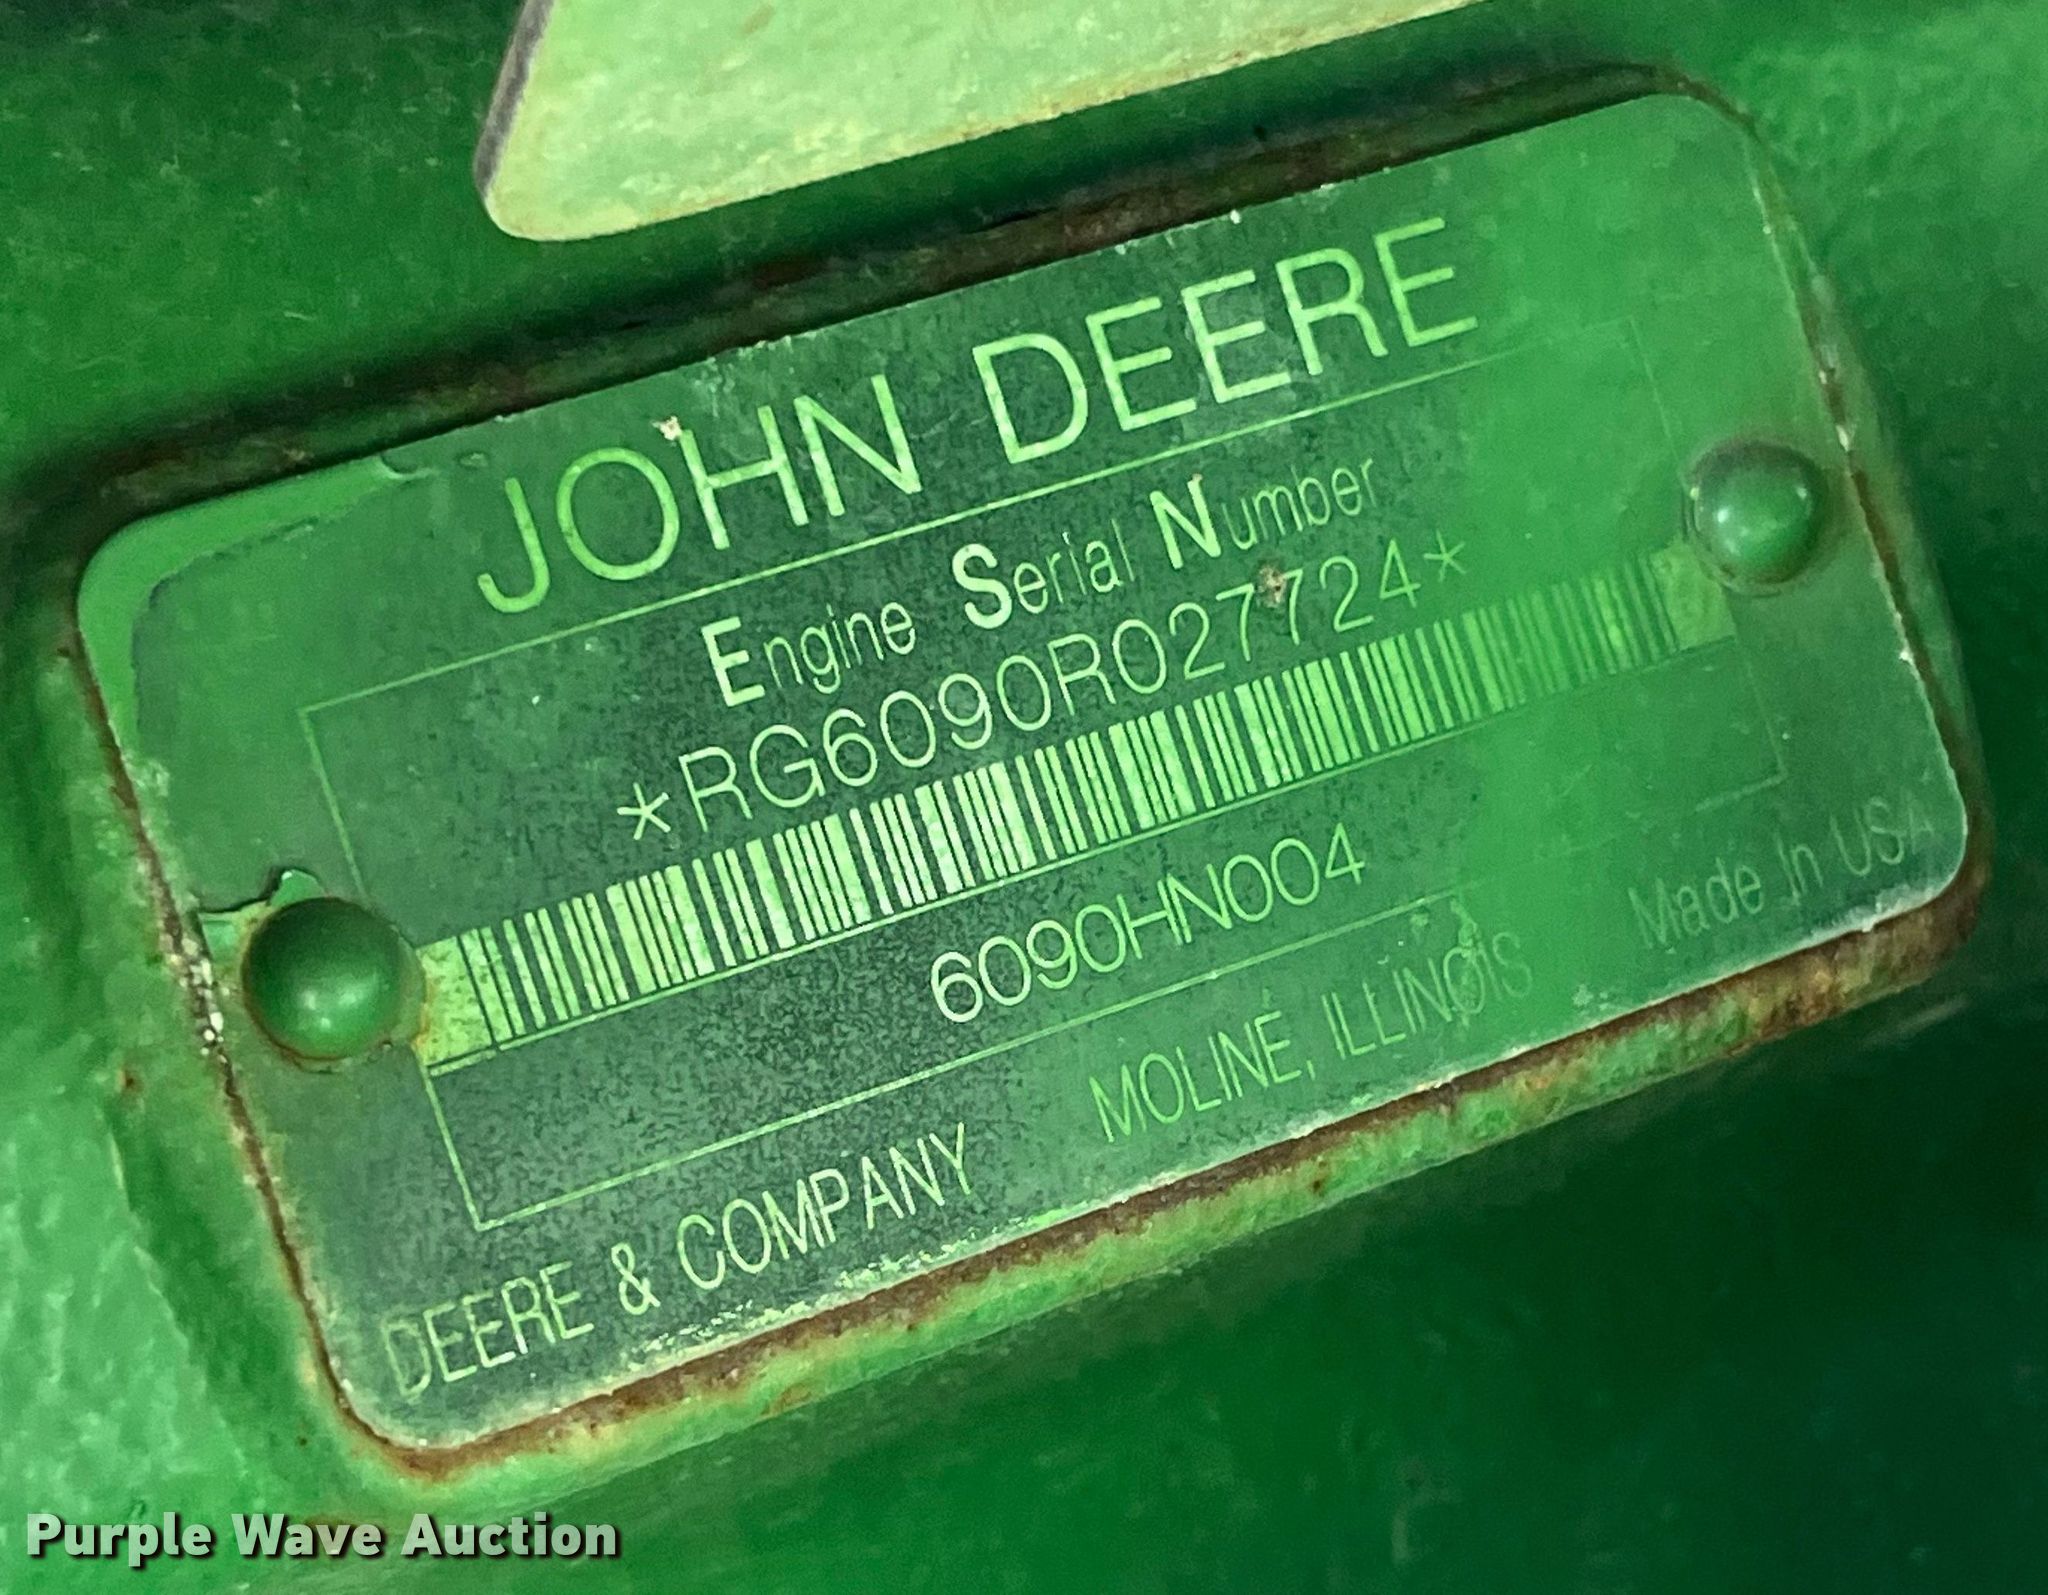 JOHN DEERE
Engine Serial Number
*RG6090R027724*
6090HN004
DEERE & COMPANY MOLINE, ILLINOIS Made In USA
Purple Wave Auction